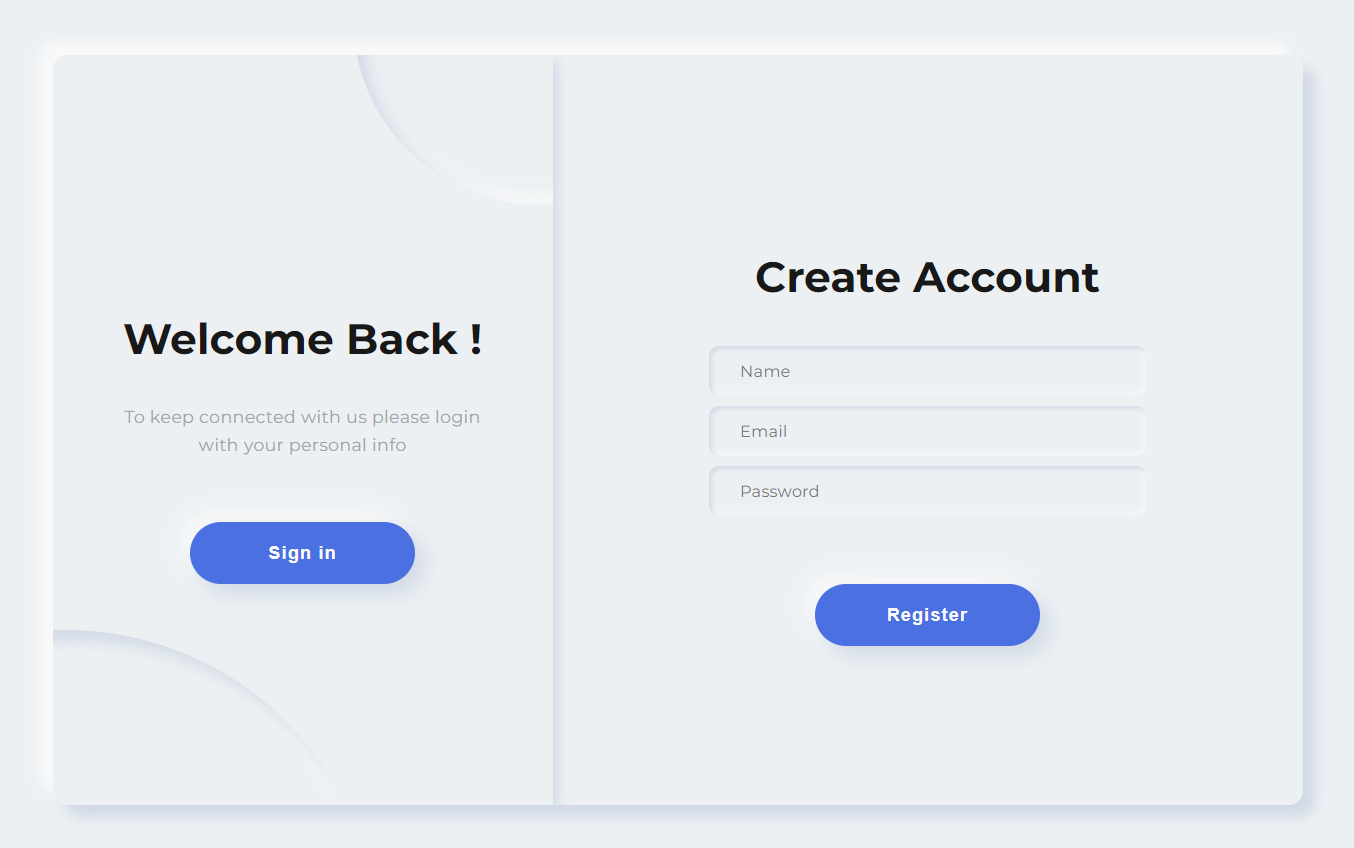 Welcome Back !
To keep connected with us please login
with your personal info
Sign in
Create Account
Name
Email
Password
Register